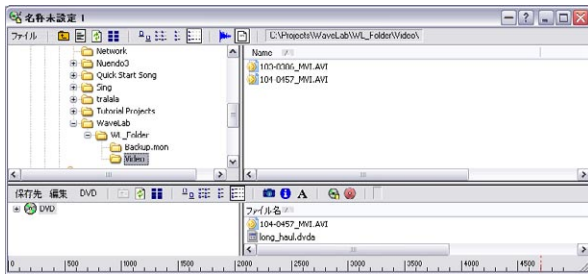 名称未設定 1
ファイル
C:\Projects\WaveLab\WL_Folder\Video\
Network
Nuendo3
Quick Start Song
Sing
tralala
Tutorial Projects
WaveLab
WL_Folder
Backup.mon
Video
Name
103-0306_MVI.AVI
104-0457_MVI.AVI
保存先 編集 DVD
DVD
ファイル名
104-0457_MVI.AVI
long_haul.dvda
0 500 1000 1500 2000 2500 3000 3500 4000 4500